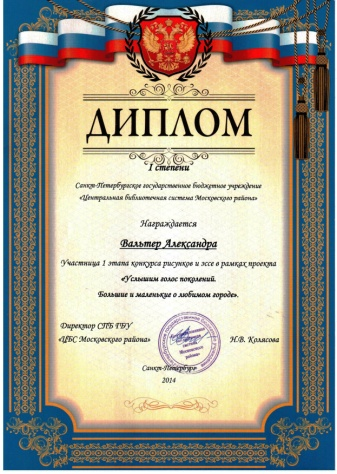 ДИПЛОМ
I степени
Санкт-Петербургское государственное бюджетное учреждение
«Центральная библиотечная система Московского района»
Награждается
Вальтер Александра
Участница 1 этапа конкурса рисунков и эссе в рамках проекта
«Услышим голос поколений.
Большие и маленькие о любимом городе».
Директор СПБ ГБУ
«ЦБС Московского района»
Н.В. Колясова
Санкт-Петербург
2014